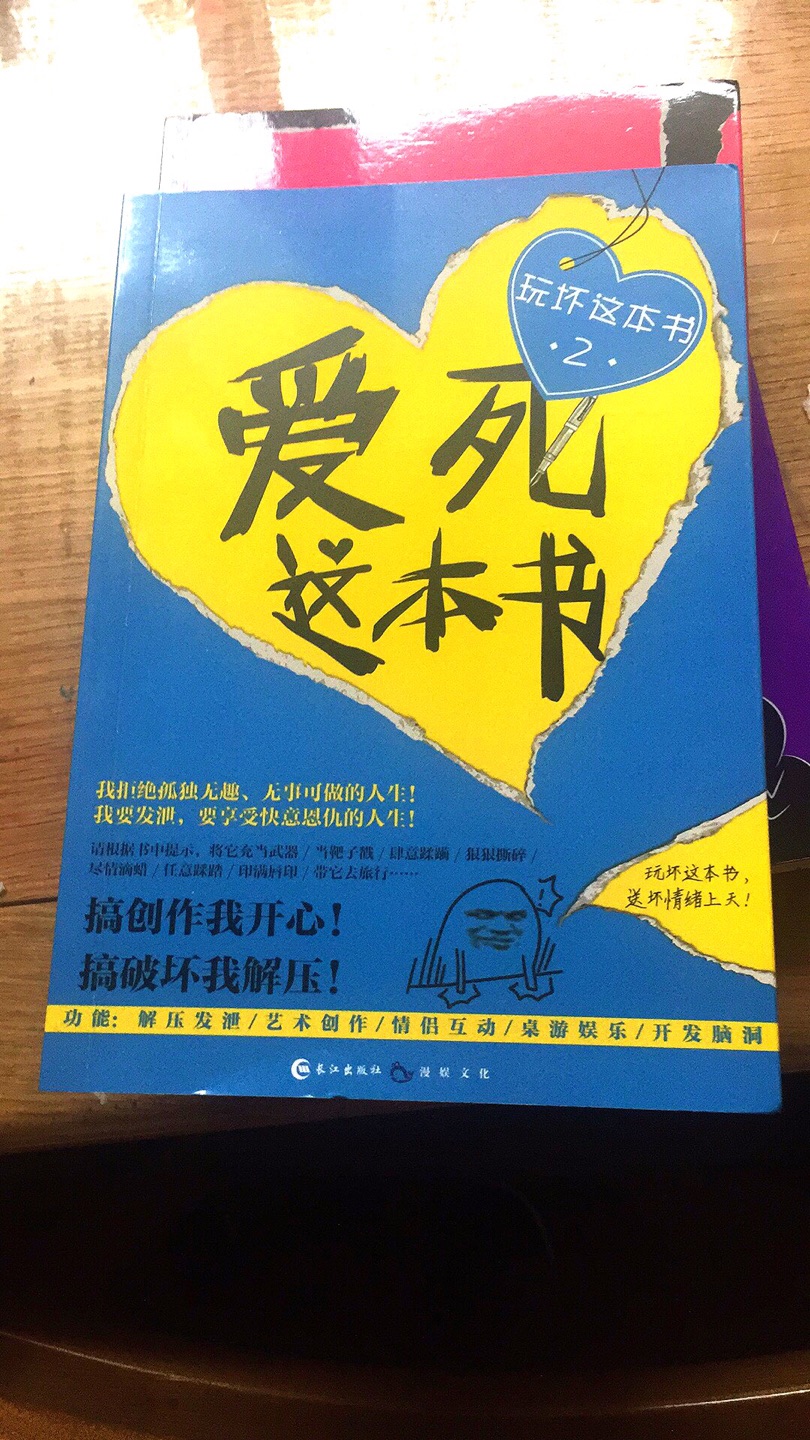 玩坏这本书
·2·
爱死
这本书
我拒绝孤独无趣、无事可做的人生！
我要发泄，要享受快意恩仇的人生！
请根据书中提示，将它充当武器/当靶子戳/肆意蹂躏/狠狠撕碎/
尽情滴蜡/任意踩踏/印满唇印/带它去旅行……
玩坏这本书，
送坏情绪上天！
搞创作我开心！
搞破坏我解压！
功能：解压发泄/艺术创作/情侣互动/桌游娱乐/开发脑洞
长江出版社 漫娱文化